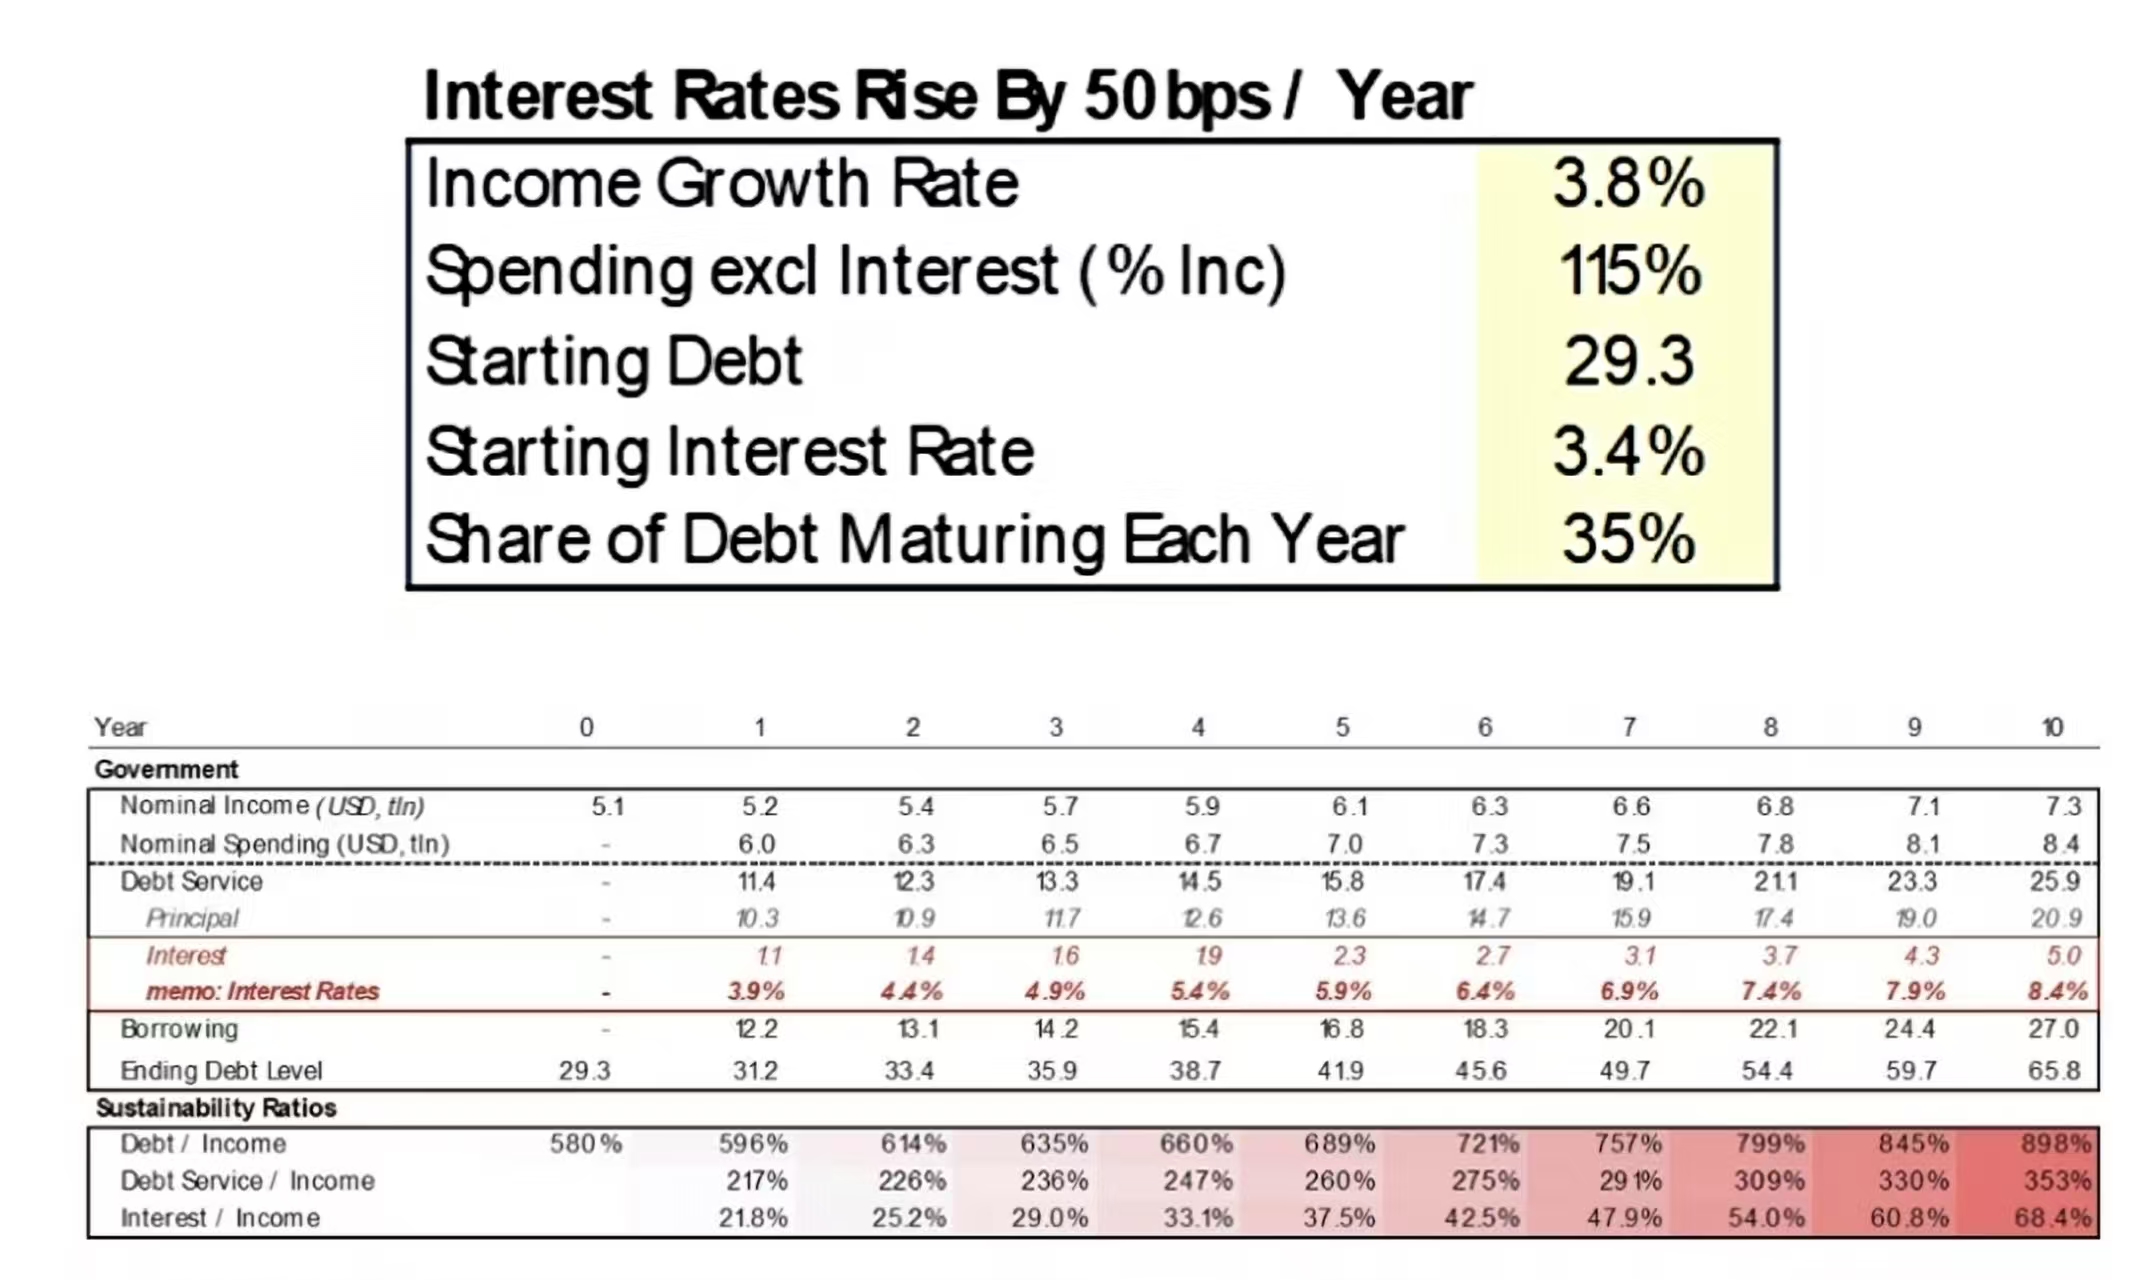 Interest Rates Rise By 50 bps / Year
Income Growth Rate 3.8%
Spending excl Interest (% Inc) 115%
Starting Debt 29.3
Starting Interest Rate 3.4%
Share of Debt Maturing Each Year 35%
Year 0 1 2 3 4 5 6 7 8 9 10
Government
Nominal Income (USD, tln) 5.1 5.2 5.4 5.7 5.9 6.1 6.3 6.6 6.8 7.1 7.3
Nominal Spending (USD, tln) - 6.0 6.3 6.5 6.7 7.0 7.3 7.5 7.8 8.1 8.4
Debt Service - 11.4 12.3 13.3 14.5 15.8 17.4 19.1 21.1 23.3 25.9
Principal - 10.3 10.9 11.7 12.6 13.6 14.7 15.9 17.4 19.0 20.9
Interest - 1.1 1.4 1.6 1.9 2.3 2.7 3.1 3.7 4.3 5.0
memo: Interest Rates - 3.9% 4.4% 4.9% 5.4% 5.9% 6.4% 6.9% 7.4% 7.9% 8.4%
Borrowing - 12.2 13.1 14.2 15.4 16.8 18.3 20.1 22.1 24.4 27.0
Ending Debt Level 29.3 31.2 33.4 35.9 38.7 41.9 45.6 49.7 54.4 59.7 65.8
Sustainability Ratios
Debt / Income 580% 596% 614% 635% 660% 689% 721% 757% 799% 845% 898%
Debt Service / Income 217% 226% 236% 247% 260% 275% 291% 309% 330% 353%
Interest / Income 21.8% 25.2% 29.0% 33.1% 37.5% 42.5% 47.9% 54.0% 60.8% 68.4%